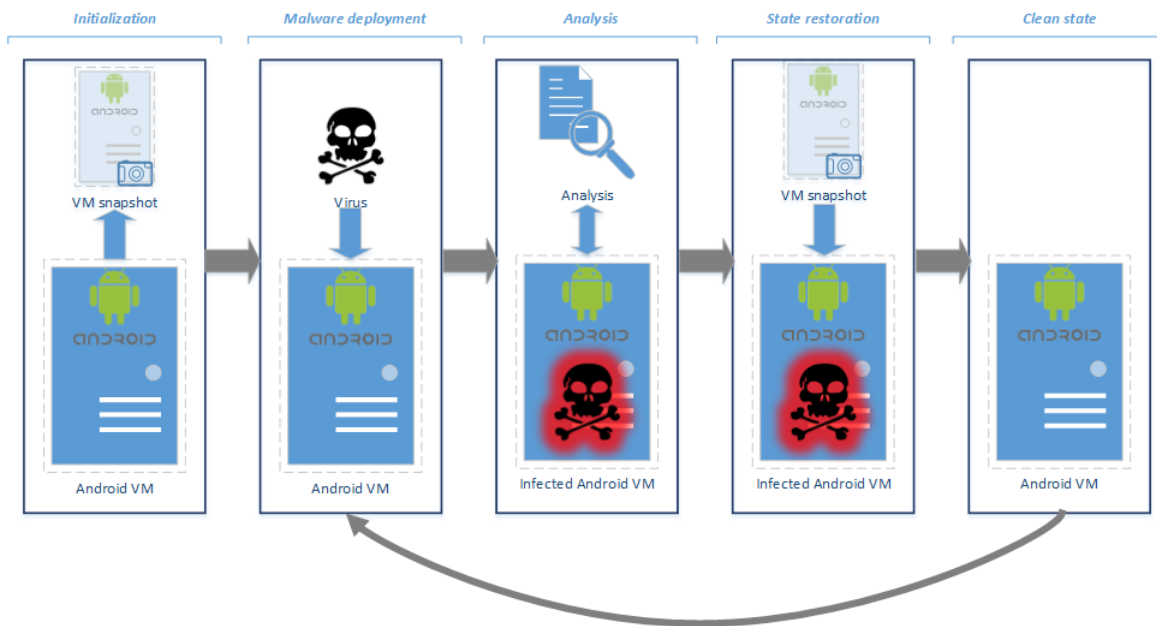 Initialization
Malware deployment
Analysis
State restoration
Clean state
ANDROID
VM snapshot
ANDROID
Android VM
Virus
ANDROID
Android VM
Analysis
ANDROID
Infected Android VM
ANDROID
VM snapshot
ANDROID
Infected Android VM
ANDROID
Android VM